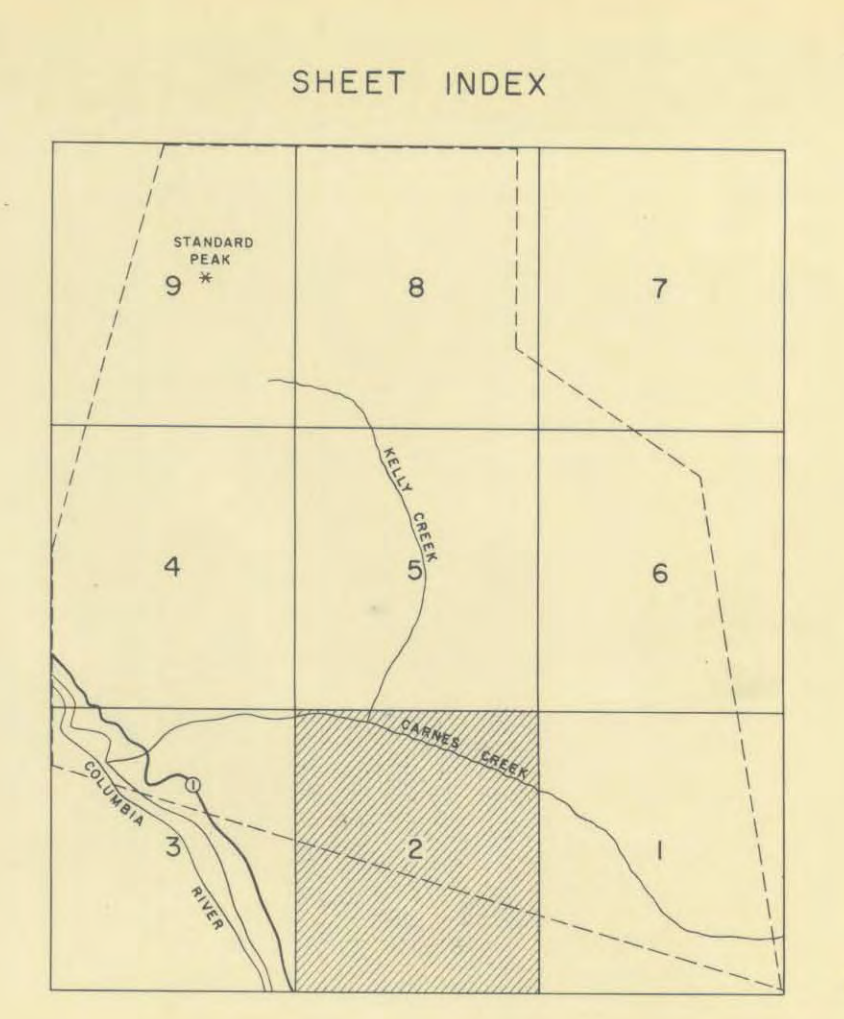 SHEET INDEX
STANDARD
PEAK
9
8
7
KELLY CREEK
4
5
6
CARNES CREEK
1
COLUMBIA
RIVER
3
2
1